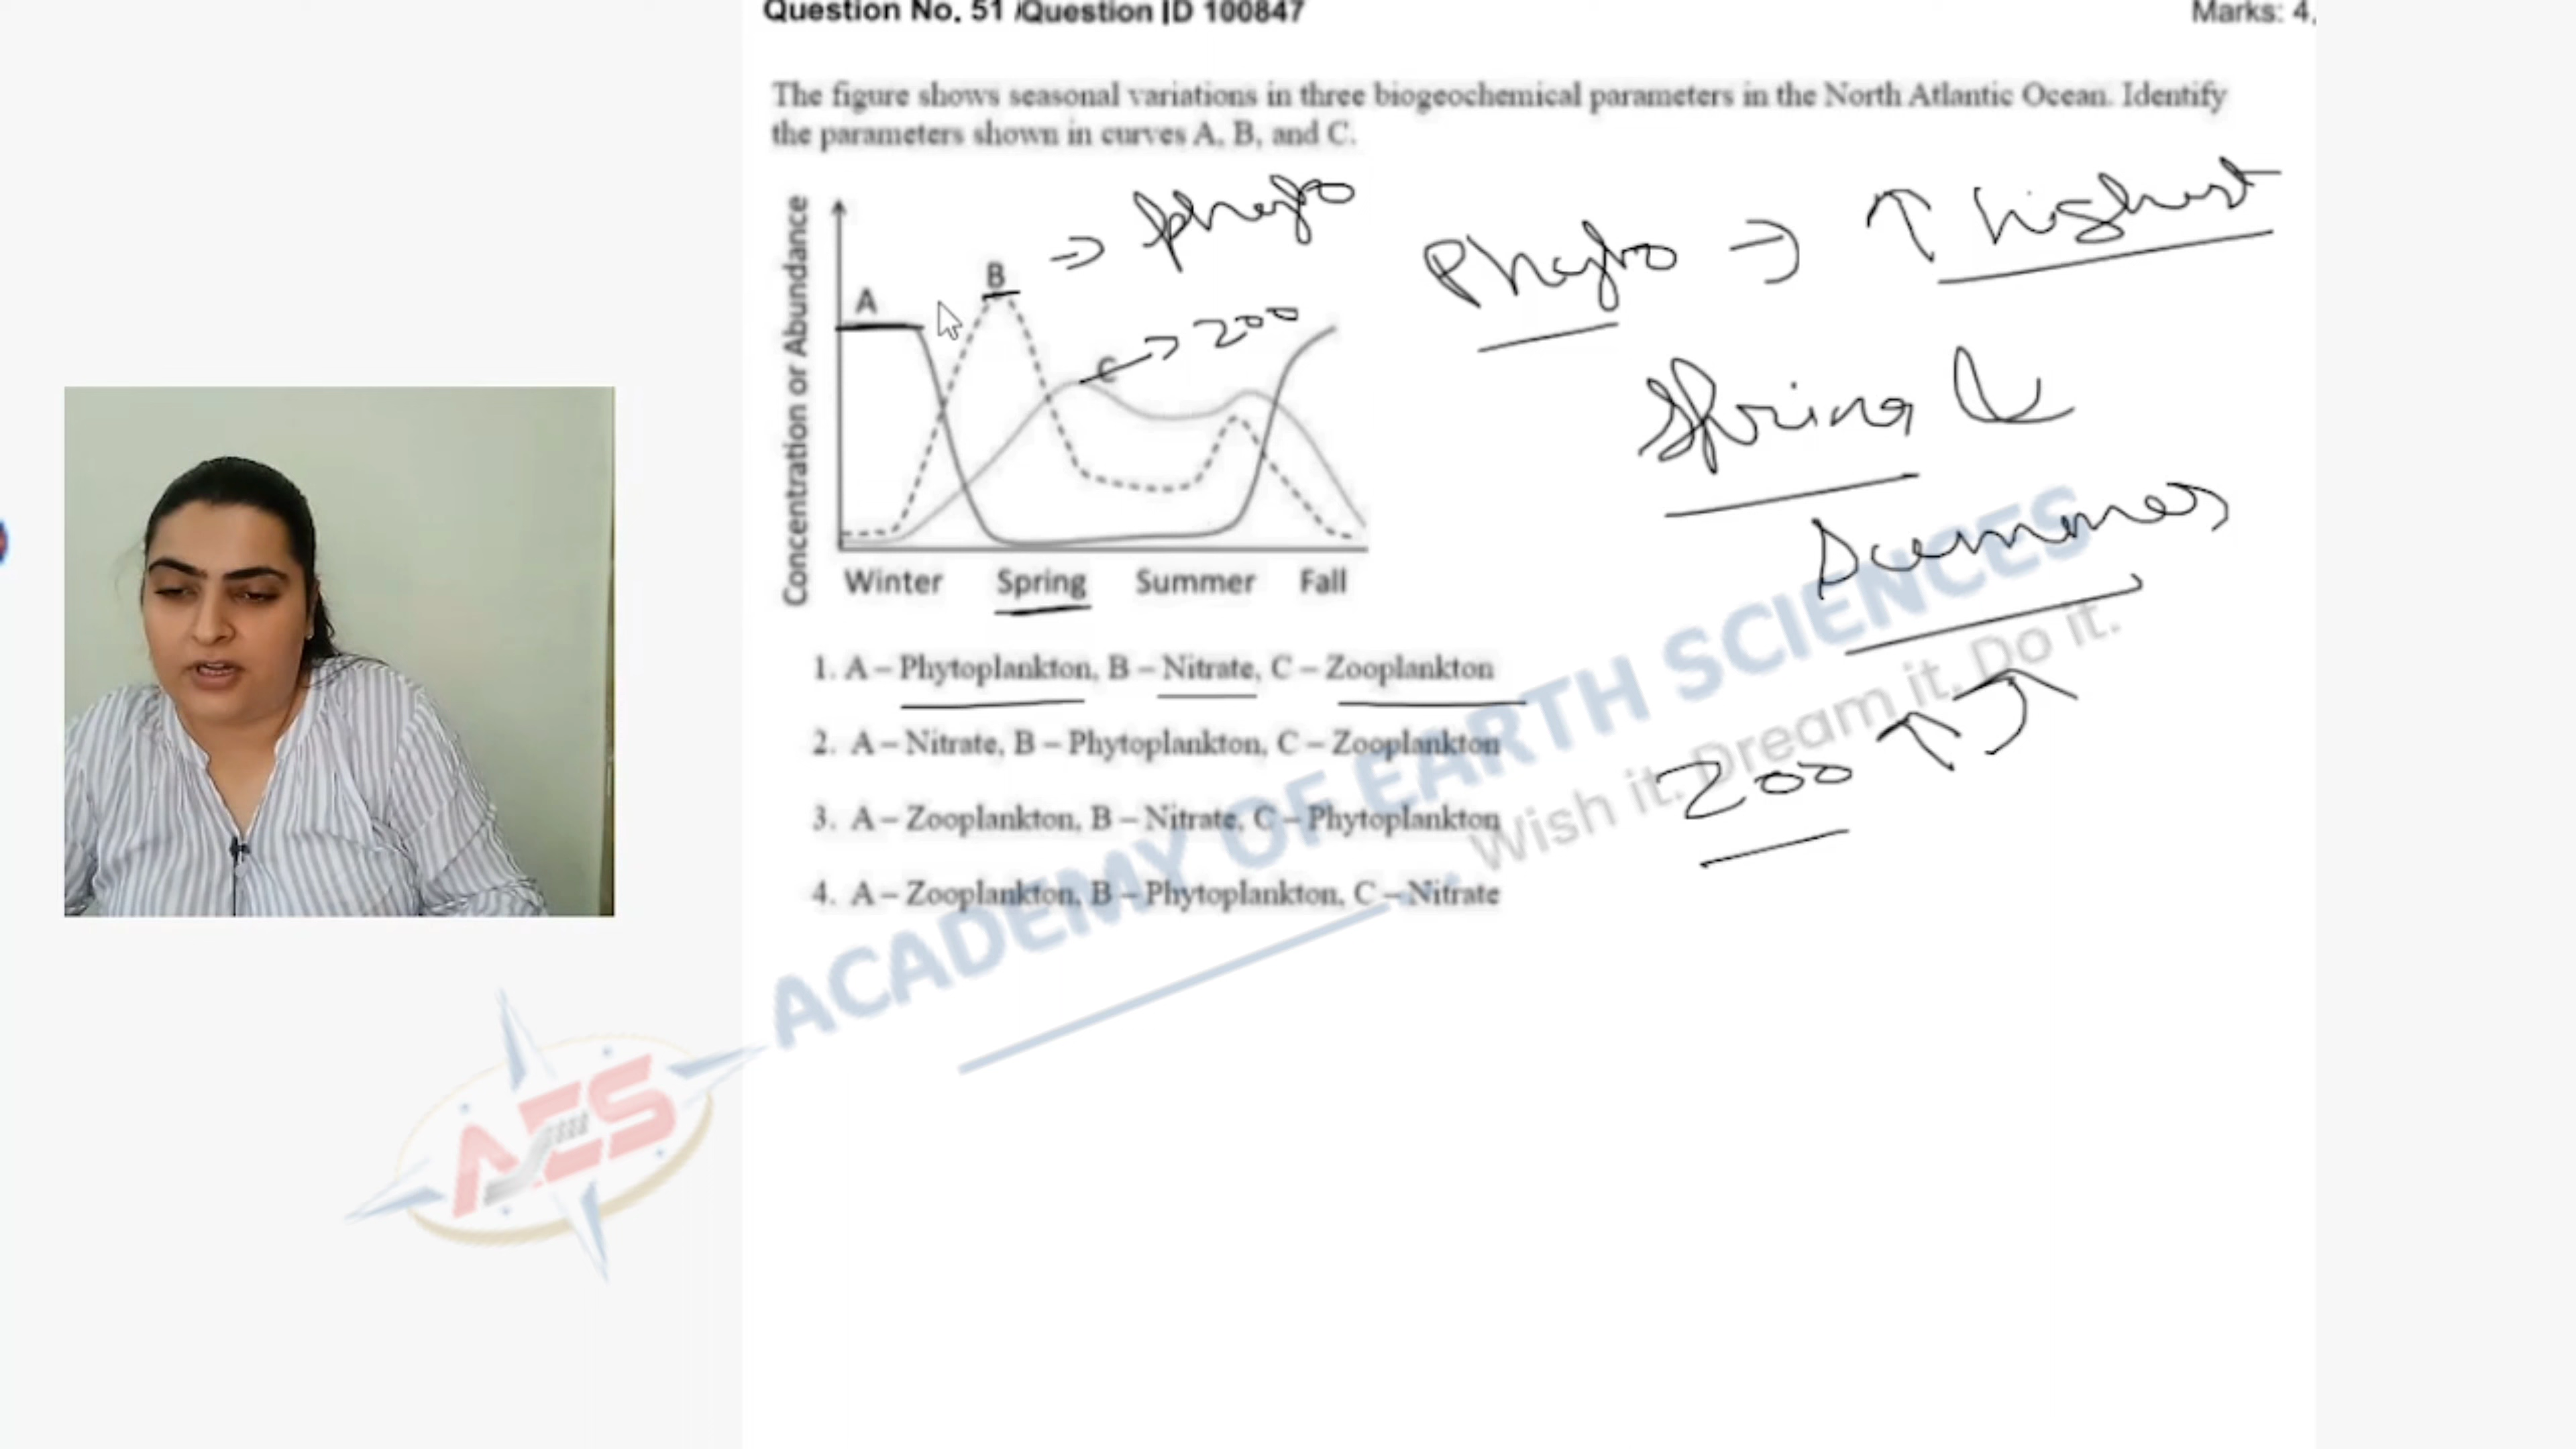 Question No. 51 /Question ID 100847
Marks: 4.
The figure shows seasonal variations in three biogeochemical parameters in the North Atlantic Ocean. Identify
the parameters shown in curves A, B, and C.
Concentration or Abundance
A
B
C
⇒ phyto
→ zoo
Winter Spring Summer Fall
Phyto ⇒ ↑ highest
Spring &
Summer
zoo ↑
1. A – Phytoplankton, B – Nitrate, C – Zooplankton
2. A – Nitrate, B – Phytoplankton, C – Zooplankton
3. A – Zooplankton, B – Nitrate, C – Phytoplankton
4. A – Zooplankton, B – Phytoplankton, C – Nitrate
ACADEMY OF EARTH SCIENCES
... Wish it. Dream it. Do it.
AES